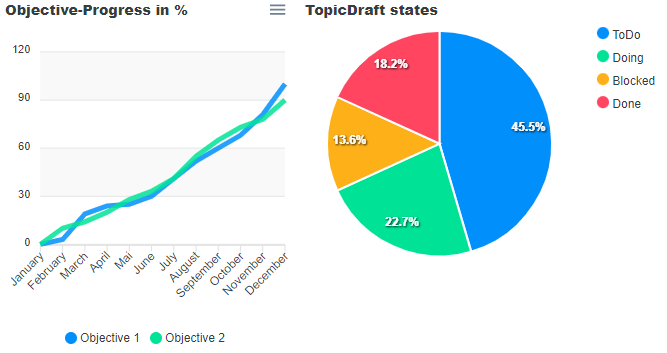 Objective-Progress in %
120
90
60
30
0
January
February
March
April
Mai
June
July
August
September
October
November
December
Objective 1
Objective 2
TopicDraft states
45.5%
22.7%
13.6%
18.2%
ToDo
Doing
Blocked
Done